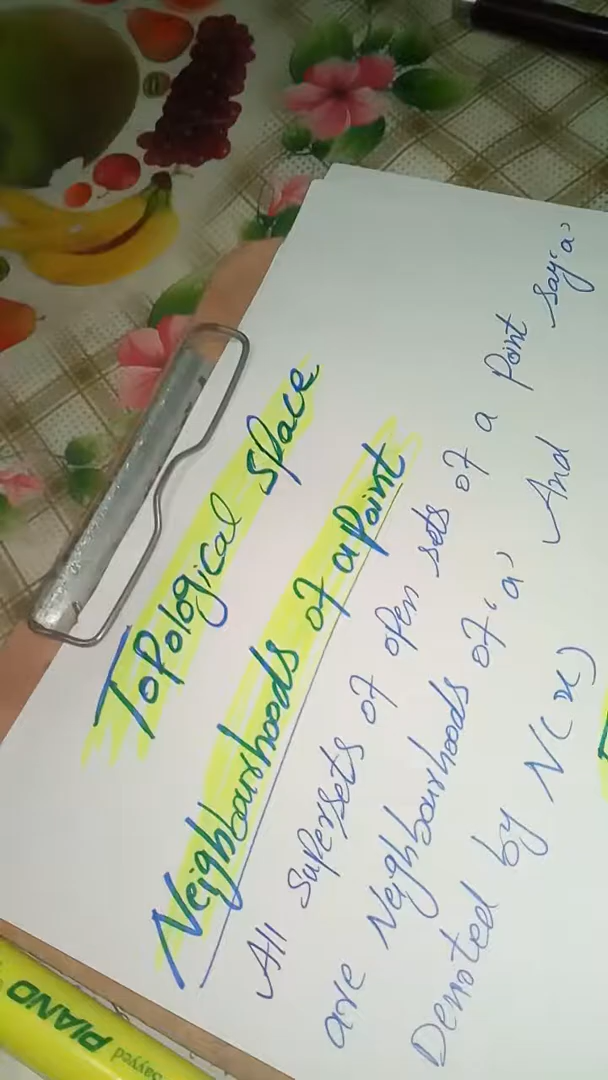 Topological space
Neighbourhoods of a point
All supersets of open sets of a point say 'a'
are Neighbourhoods of 'a' And
Denoted by N(x)
PIANO
Sayyed